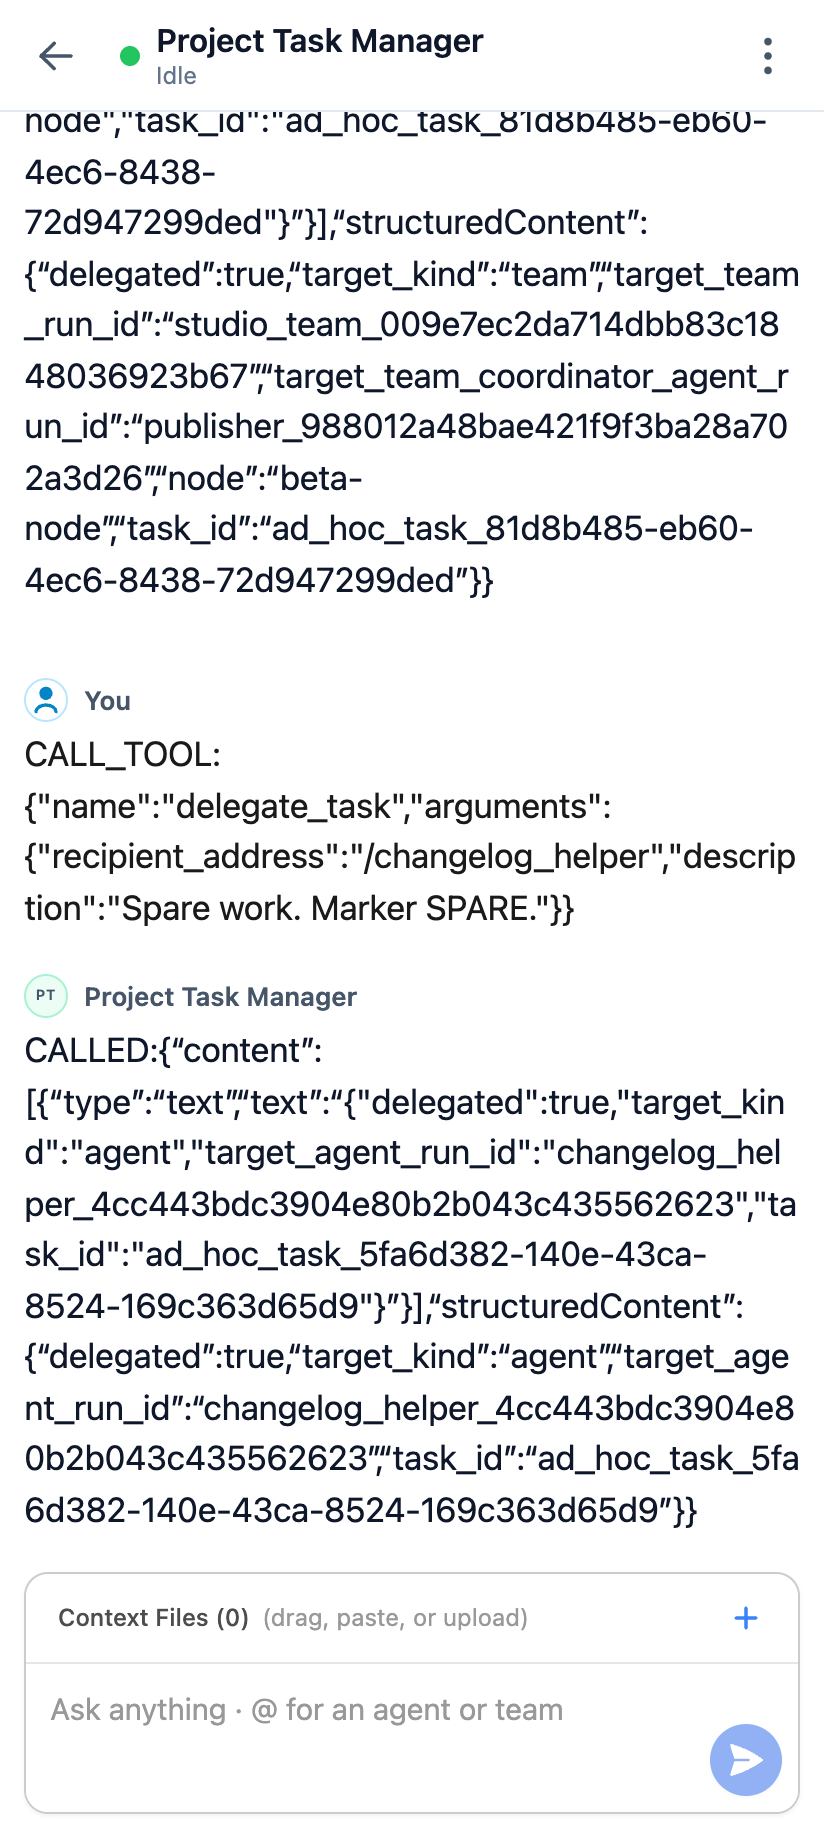 Project Task Manager
Idle
node","task_id":"ad_hoc_task_81d8b485-eb60-
4ec6-8438-
72d947299ded"}”}],“structuredContent”:
{“delegated”:true,“target_kind”:“team”,“target_team
_run_id”:“studio_team_009e7ec2da714dbb83c18
48036923b67”,“target_team_coordinator_agent_r
un_id”:“publisher_988012a48bae421f9f3ba28a70
2a3d26”,“node”:“beta-
node”,“task_id”:“ad_hoc_task_81d8b485-eb60-
4ec6-8438-72d947299ded”}}
You
CALL_TOOL:
{"name":"delegate_task","arguments":
{"recipient_address":"/changelog_helper","descrip
tion":"Spare work. Marker SPARE."}}
PT
Project Task Manager
CALLED:{“content”:
[{“type”:“text”,“text”:“{"delegated":true,"target_kin
d":"agent","target_agent_run_id":"changelog_hel
per_4cc443bdc3904e80b2b043c435562623","ta
sk_id":"ad_hoc_task_5fa6d382-140e-43ca-
8524-169c363d65d9"}”}],“structuredContent”:
{“delegated”:true,“target_kind”:“agent”,“target_age
nt_run_id”:“changelog_helper_4cc443bdc3904e8
0b2b043c435562623”,“task_id”:“ad_hoc_task_5fa
6d382-140e-43ca-8524-169c363d65d9”}}
Context Files (0) (drag, paste, or upload)
Ask anything · @ for an agent or team